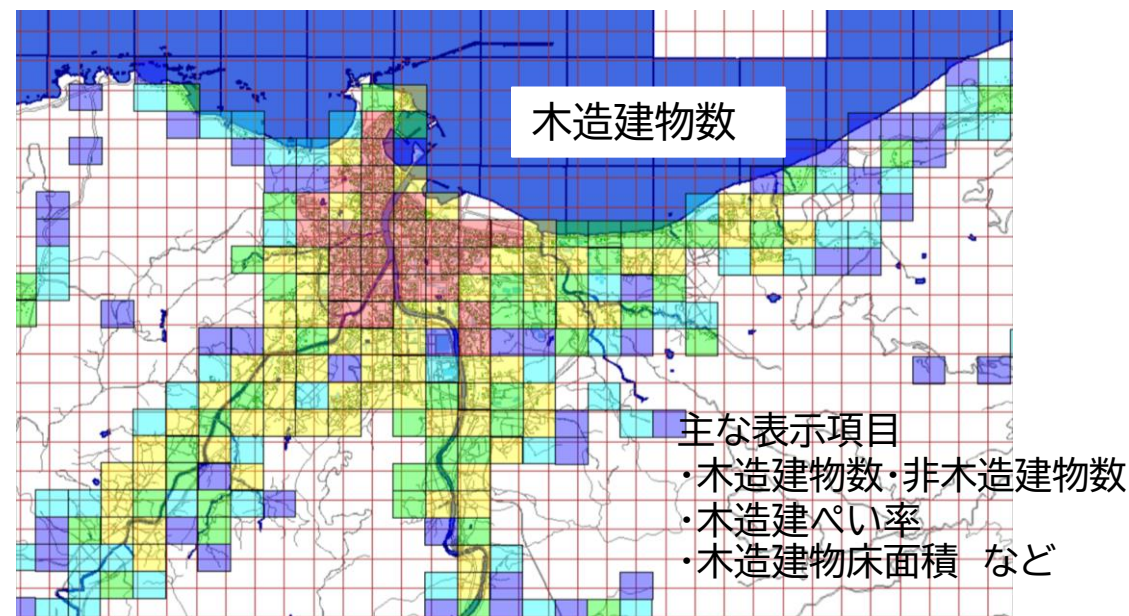 木造建物数
主な表示項目
・木造建物数・非木造建物数
・木造建ぺい率
・木造建物床面積　など